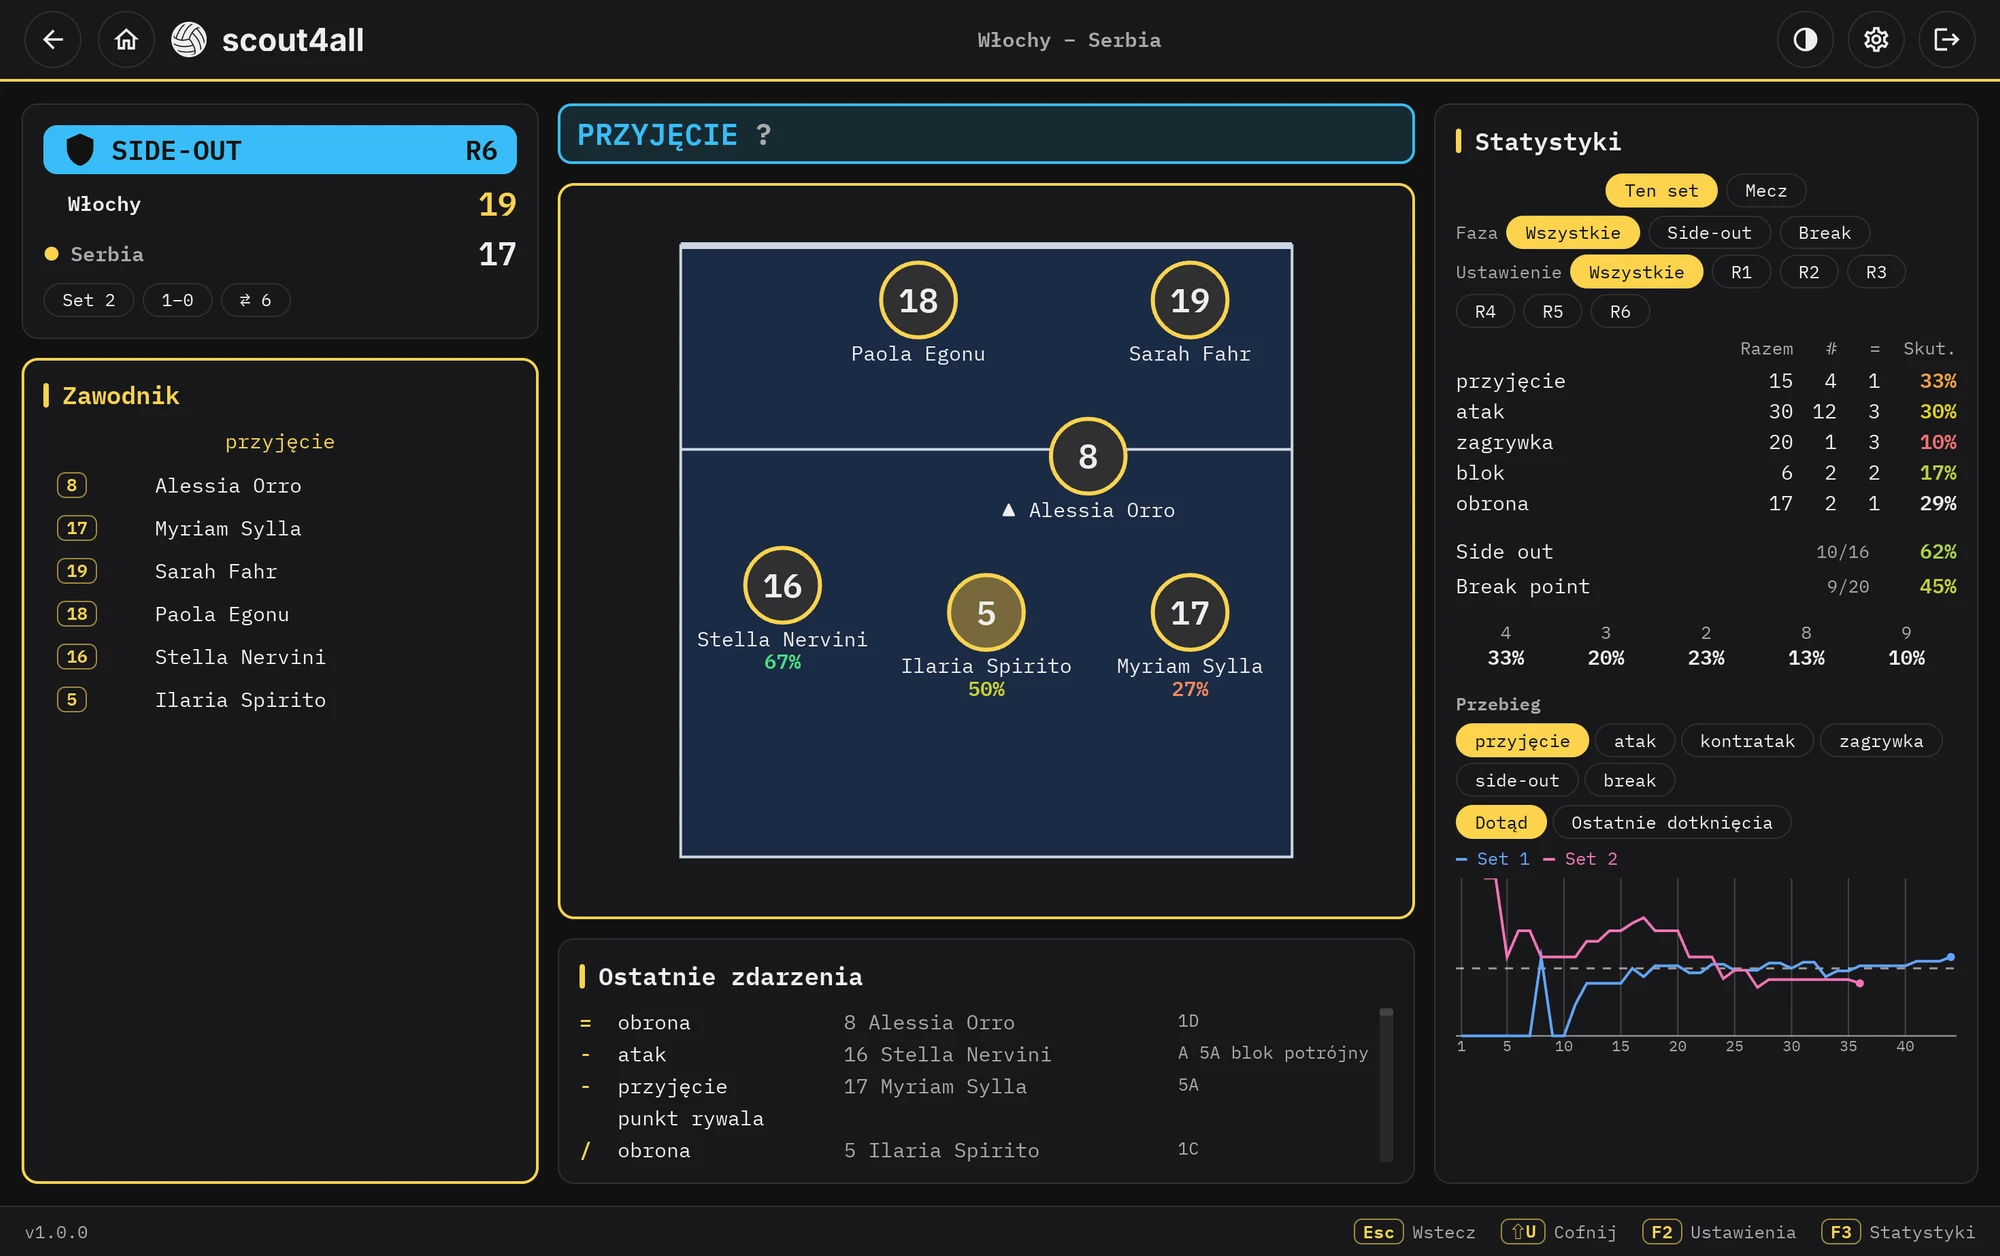 scout4all
Włochy – Serbia
SIDE-OUT R6
Włochy 19
Serbia 17
Set 2 1–0 ⇄ 6
Zawodnik
przyjęcie
8 Alessia Orro
17 Myriam Sylla
19 Sarah Fahr
18 Paola Egonu
16 Stella Nervini
5 Ilaria Spirito
PRZYJĘCIE ?
18 19
Paola Egonu Sarah Fahr
8
▲ Alessia Orro
16 5 17
Stella Nervini
67%
Ilaria Spirito Myriam Sylla
50% 27%
Ostatnie zdarzenia
= obrona 8 Alessia Orro 1D
- atak 16 Stella Nervini A 5A blok potrójny
- przyjęcie 17 Myriam Sylla 5A
punkt rywala
/ obrona 5 Ilaria Spirito 1C
Statystyki
Ten set Mecz
Faza Wszystkie Side-out Break
Ustawienie Wszystkie R1 R2 R3
R4 R5 R6
Razem # = Skut.
przyjęcie 15 4 1 33%
atak 30 12 3 30%
zagrywka 20 1 3 10%
blok 6 2 2 17%
obrona 17 2 1 29%
Side out 10/16 62%
Break point 9/20 45%
4 3 2 8 9
33% 20% 23% 13% 10%
Przebieg
przyjęcie atak kontratak zagrywka
side-out break
Dotąd Ostatnie dotknięcia
Set 1 Set 2
1 5 10 15 20 25 30 35 40
v1.0.0
Esc Wstecz ⇧U Cofnij F2 Ustawienia F3 Statystyki